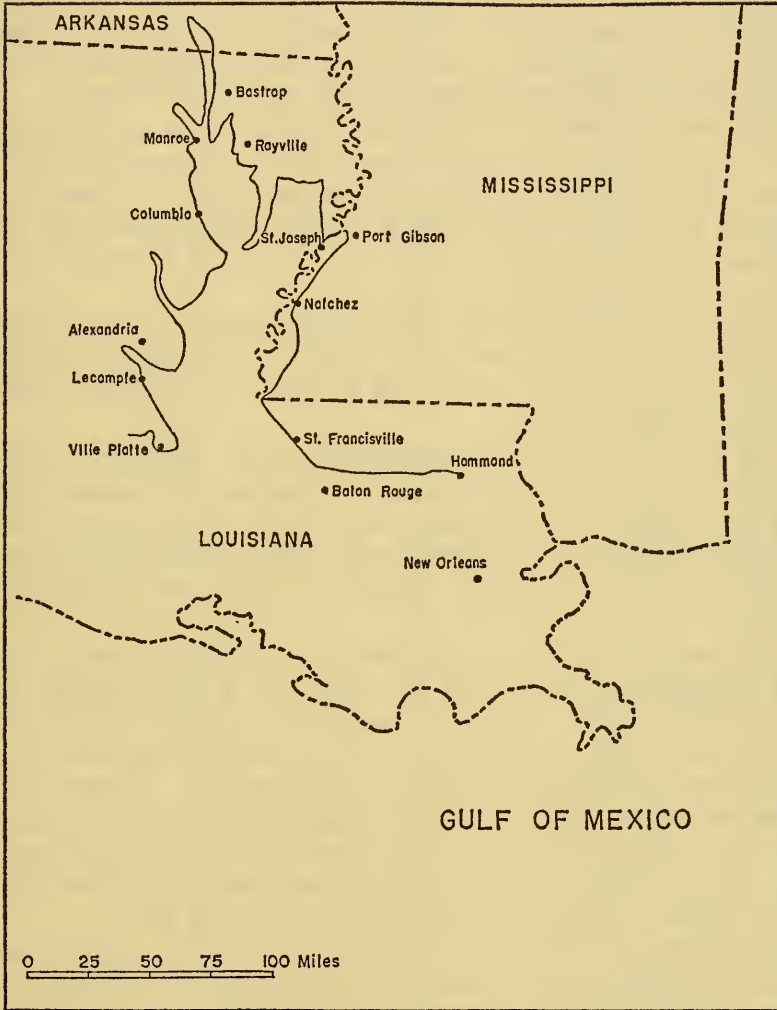 ARKANSAS
Bastrop
Manroe
Rayville
MISSISSIPPI
Columbia
St. Joseph
Port Gibson
Natchez
Alexandria
Lecompte
St. Francisville
Ville Platte
Hammond
Baton Rouge
LOUISIANA
New Orleans
GULF OF MEXICO
0 25 50 75 100 Miles